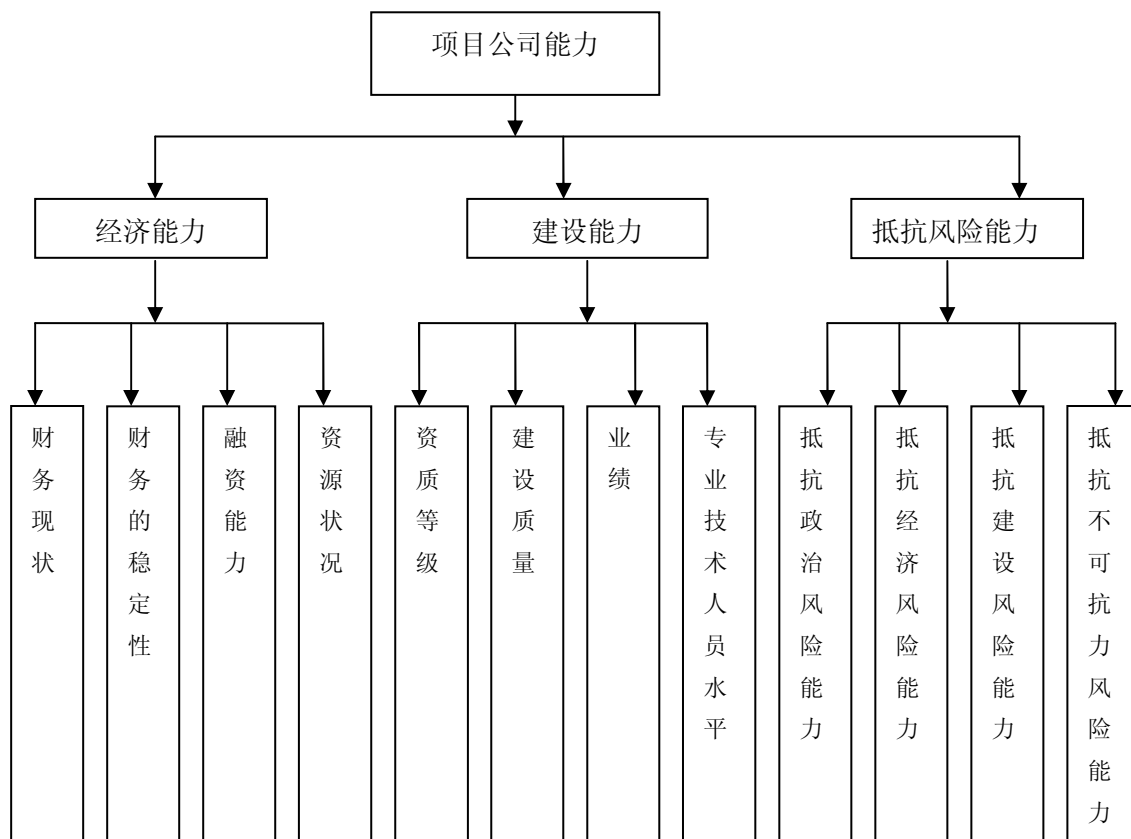 项目公司能力
经济能力
建设能力
抵抗风险能力
财务现状
财务的稳定性
融资能力
资源状况
资质等级
建设质量
业绩
专业技术人员水平
抵抗政治风险能力
抵抗经济风险能力
抵抗建设风险能力
抵抗不可抗力风险能力